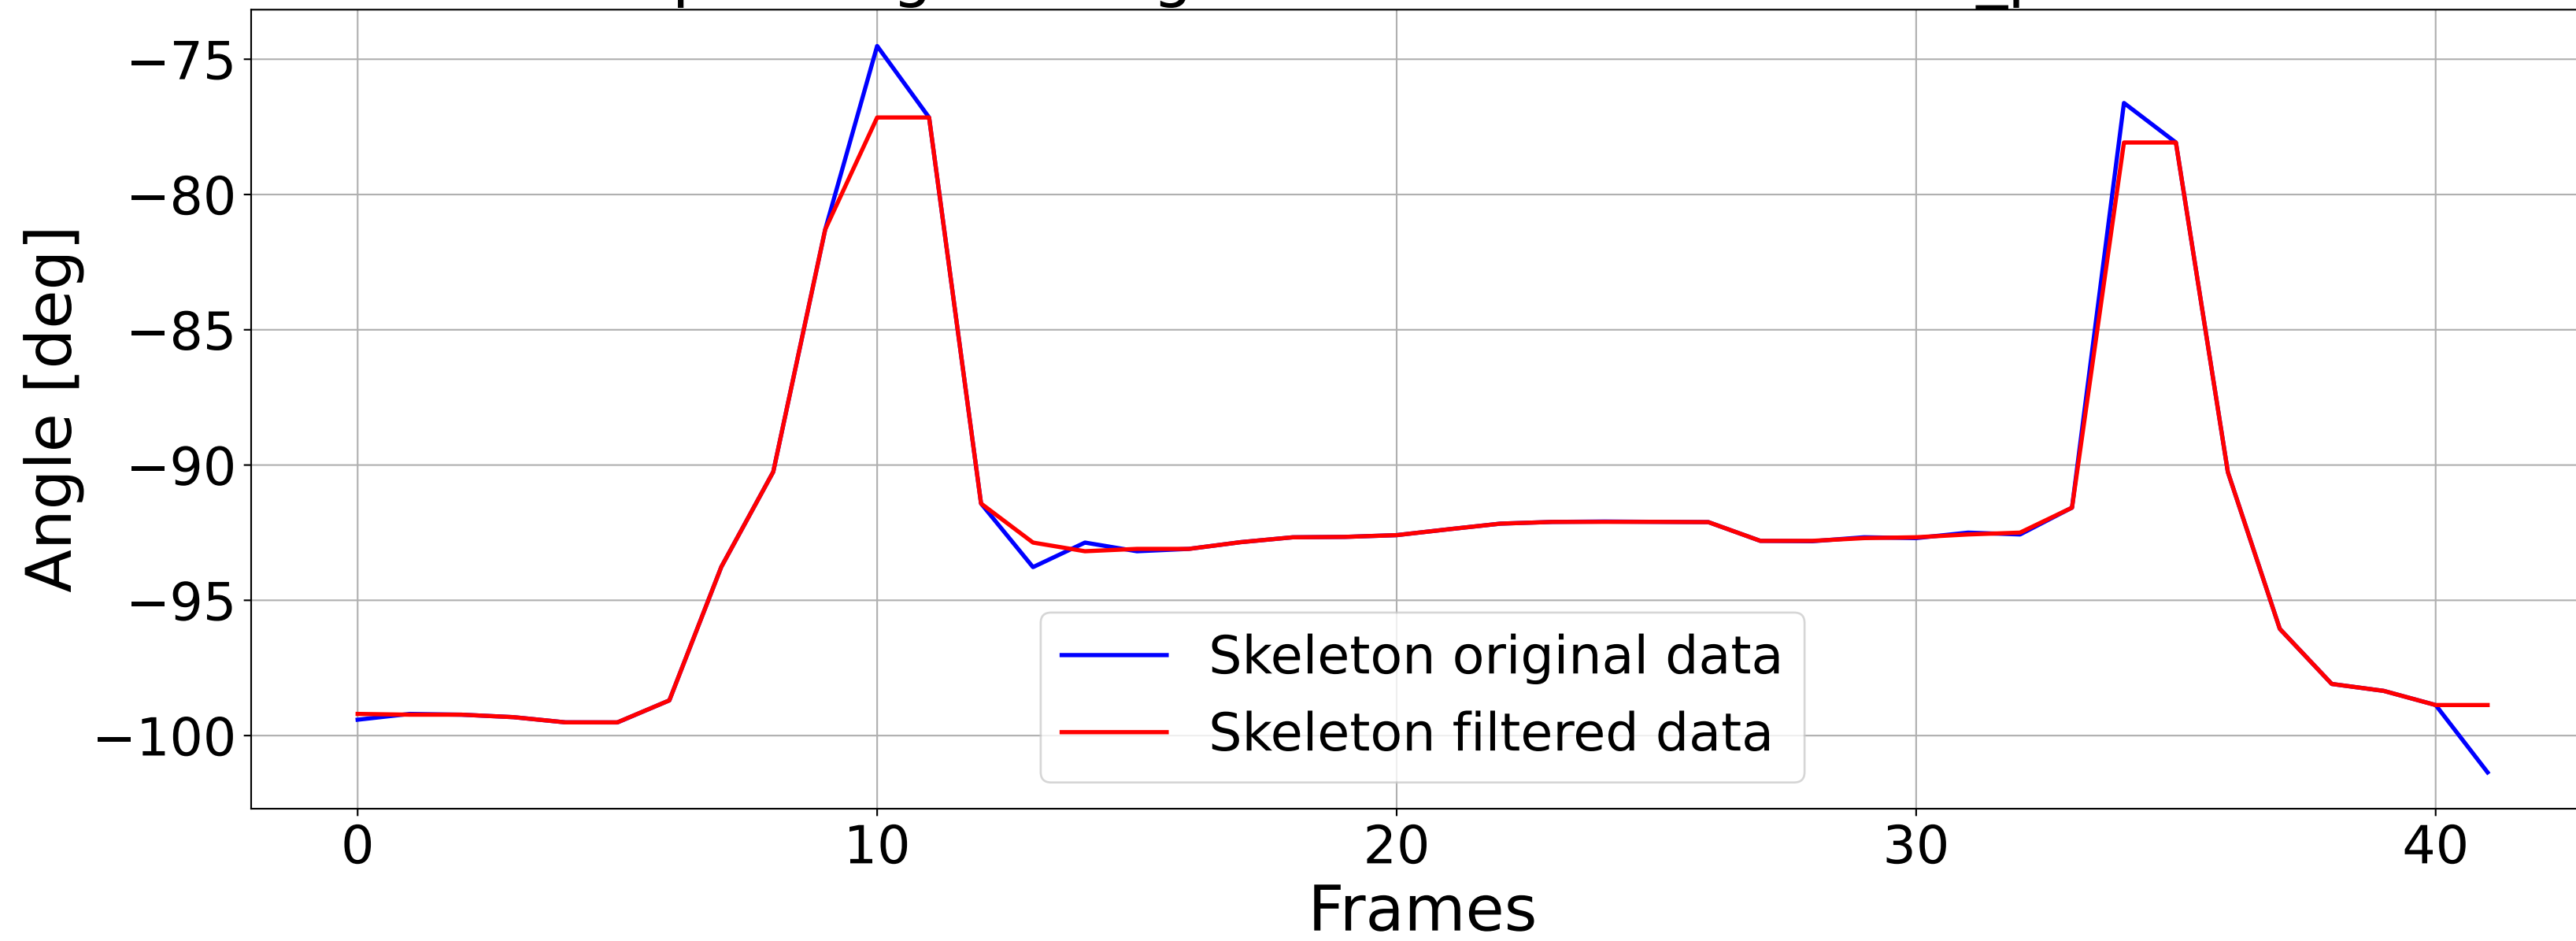 −75
−80
−85
−90
−95
−100
Angle [deg]
Skeleton original data
Skeleton filtered data
0 10 20 30 40
Frames